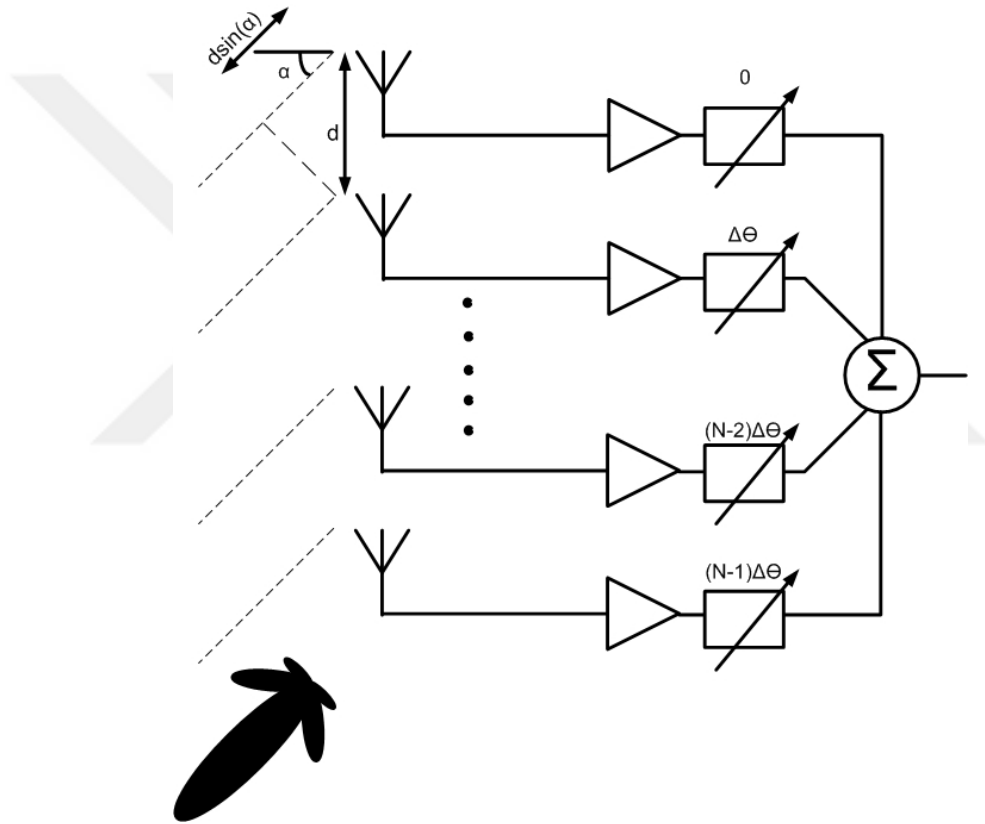 dsin(α)
α
d
0
ΔΘ
(N-2)ΔΘ
(N-1)ΔΘ
Σ